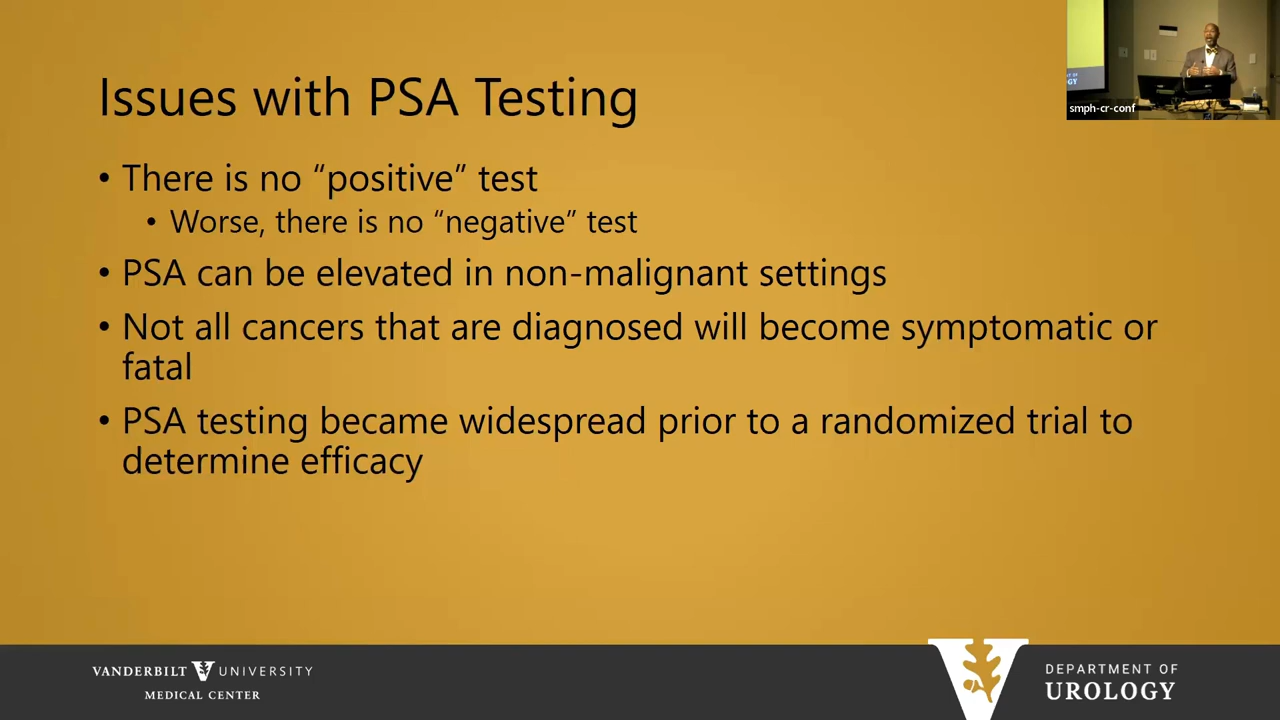 Issues with PSA Testing
• There is no “positive” test
• Worse, there is no “negative” test
• PSA can be elevated in non-malignant settings
• Not all cancers that are diagnosed will become symptomatic or
fatal
• PSA testing became widespread prior to a randomized trial to
determine efficacy
smph-cr-conf
VANDERBILT V UNIVERSITY
MEDICAL CENTER
V
DEPARTMENT OF
UROLOGY